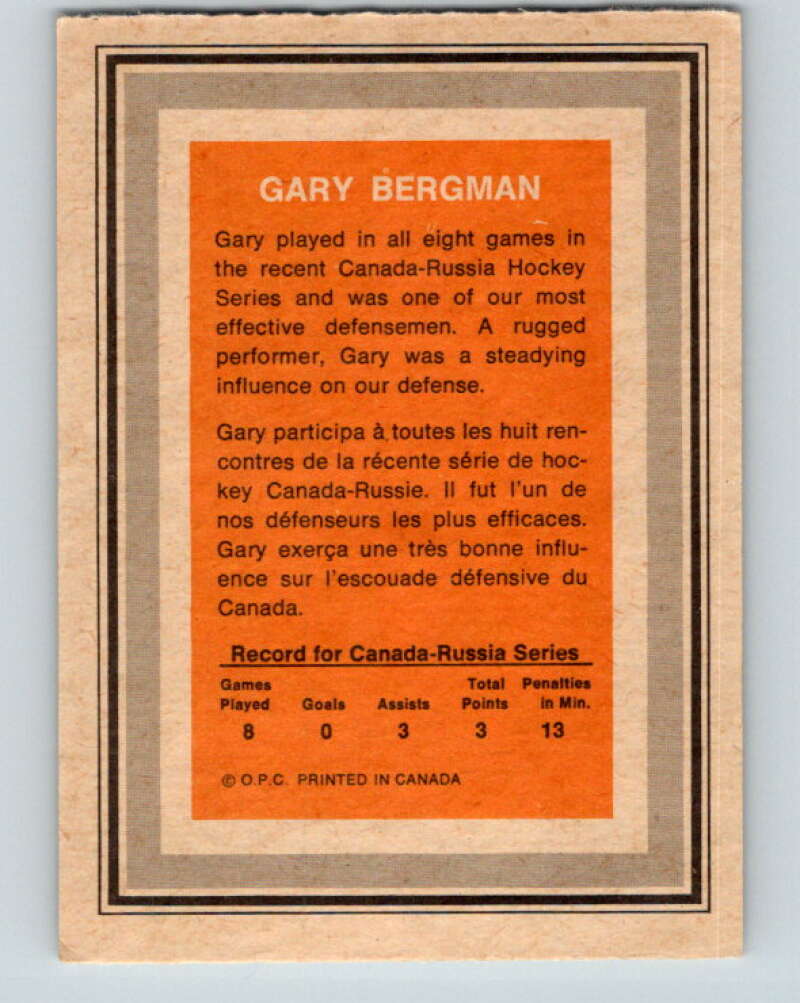 GARY BERGMAN
Gary played in all eight games in
the recent Canada-Russia Hockey
Series and was one of our most
effective defensemen. A rugged
performer, Gary was a steadying
influence on our defense.
Gary participa à toutes les huit ren-
contres de la récente série de hoc-
key Canada-Russie. Il fut l'un de
nos défenseurs les plus efficaces.
Gary exerça une très bonne influ-
ence sur l'escouade défensive du
Canada.
Record for Canada-Russia Series
Games Total Penalties
Played Goals Assists Points in Min.
8 0 3 3 13
© O.P.C. PRINTED IN CANADA